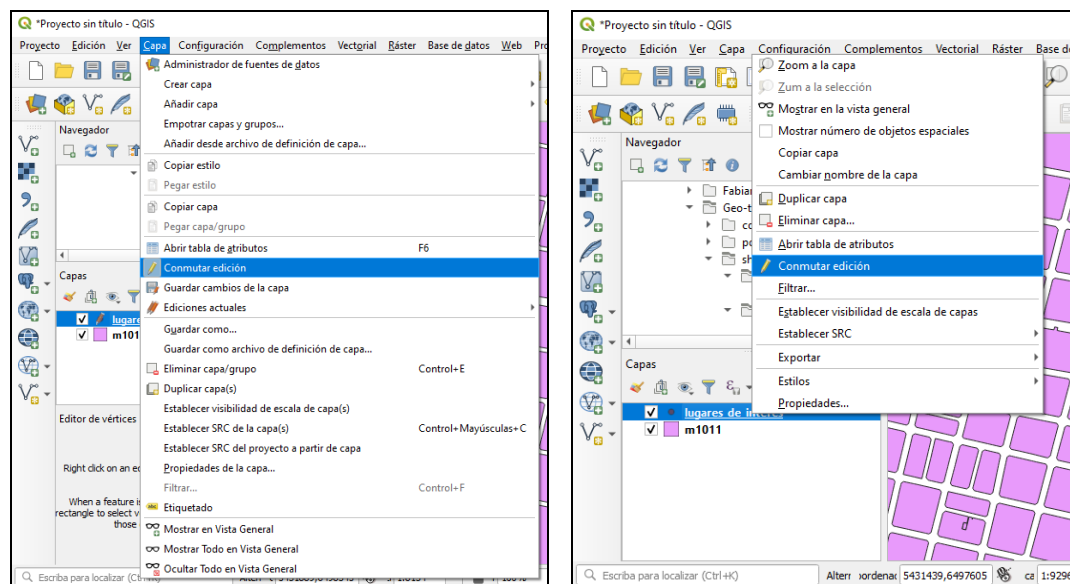 *Proyecto sin título - QGIS
Proyecto Edición Ver Capa Configuración Complementos Vectorial Ráster Base de datos Web
Administrador de fuentes de datos
Crear capa
Añadir capa
Empotrar capas y grupos...
Añadir desde archivo de definición de capa...
Copiar estilo
Pegar estilo
Copiar capa
Pegar capa/grupo
Abrir tabla de atributos F6
Conmutar edición
Guardar cambios de la capa
Ediciones actuales
Guardar como...
Guardar como archivo de definición de capa...
Eliminar capa/grupo Control+E
Duplicar capa(s)
Establecer visibilidad de escala de capa(s)
Establecer SRC de la capa(s) Control+Mayúsculas+C
Establecer SRC del proyecto a partir de capa
Propiedades de la capa...
Filtrar... Control+F
Etiquetado
Mostrar en Vista General
Mostrar Todo en Vista General
Ocultar Todo en Vista General
Navegador
Capas
lugare
m101
Editor de vértices
Right click on an
When a feature
rectangle to select
those
Escriba para localizar
*Proyecto sin título - QGIS
Proyecto Edición Ver Capa Configuración Complementos Vectorial Ráster Base
Zoom a la capa
Zum a la selección
Mostrar en la vista general
Mostrar número de objetos espaciales
Copiar capa
Cambiar nombre de la capa
Duplicar capa
Eliminar capa...
Abrir tabla de atributos
Conmutar edición
Filtrar...
Establecer visibilidad de escala de capas
Establecer SRC
Exportar
Estilos
Propiedades...
Navegador
Fabia
Geo-t
Capas
lugares de interes
m1011
Escriba para localizar (Ctrl+K) Alterr oordenac 5431439,6497605 ca 1:9296